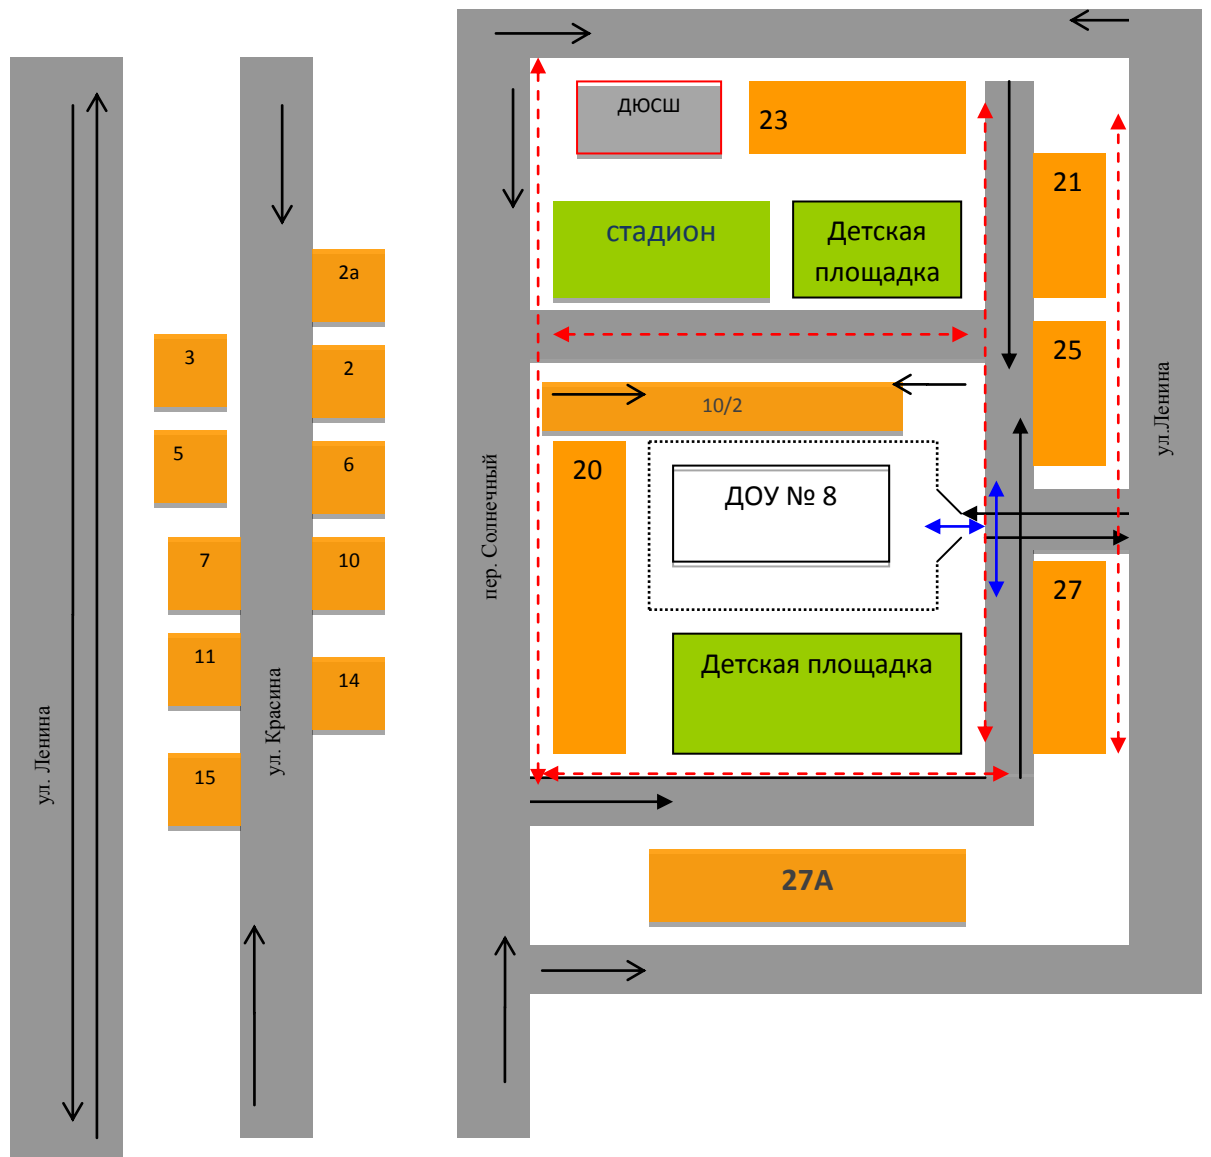 ДЮСШ
23
21
стадион
Детская
площадка
2а
3
2
25
10/2
5
6
20
ДОУ № 8
7
10
27
11
14
Детская площадка
15
27А
ул. Ленина
ул. Красина
пер. Солнечный
ул.Ленина